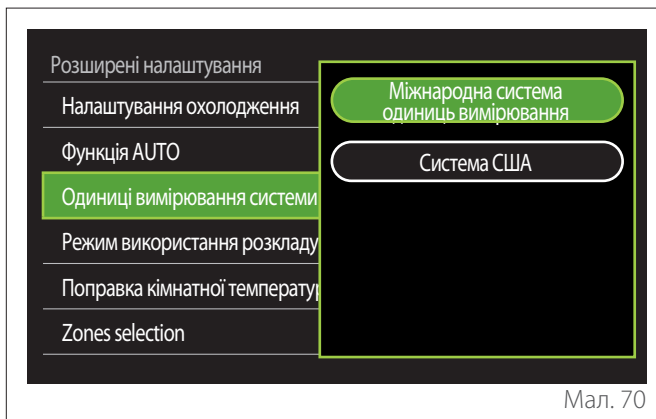 Розширені налаштування
Налаштування охолодження
Функція AUTO
Одиниці вимірювання системи
Режим використання розкладу
Поправка кімнатної температу
Zones selection
Міжнародна система
одиниць вимірювання
Система США
Мал. 70